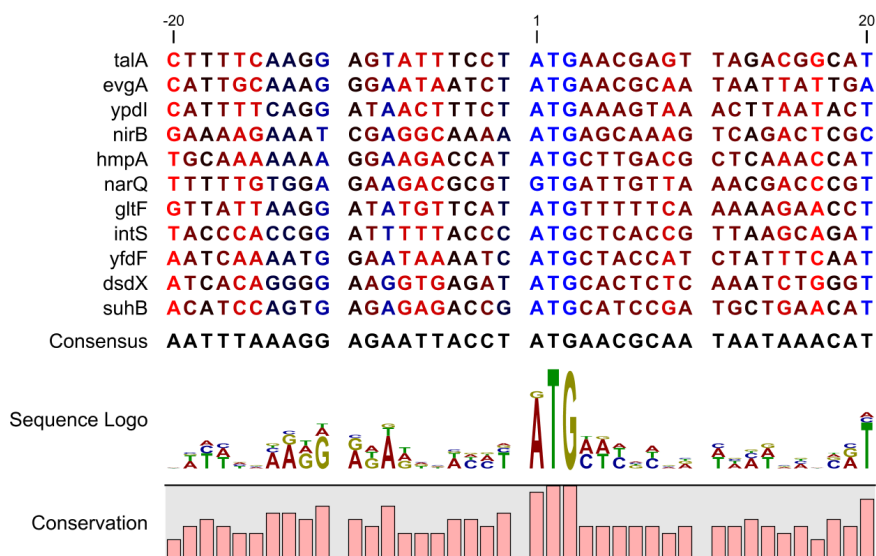 -20 1 20
talA CTTTTCAAGG AGTATTTCCT ATGAACGAGT TAGACGGCAT
evgA CATTGCAAAG GGAATAATCT ATGAACGCAA TAATTATTGA
ypdI CATTTTCAGG ATAACTTTCT ATGAAAGTAA ACTTAATACT
nirB GAAAAGAAAT CGAGGCAAAA ATGAGCAAAG TCAGACTCGC
hmpA TGCAAAAAAA GGAAGACCAT ATGCTTGACG CTCAAACCAT
narQ TTTTTGTGGA GAAGACGCGT GTGATTGTTA AACGACCCGT
gltF GTTATTAAGG ATATGTTCAT ATGTTTTTCA AAAAGAACCT
intS TACCCACCGG ATTTTTACCC ATGCTCACCG TTAAGCAGAT
yfdF AATCAAAATG GAATAAAATC ATGCTACCAT CTATTTCAAT
dsdX ATCACAGGGG AAGGTGAGAT ATGCACTCTC AAATCTGGGT
suhB ACATCCAGTG AGAGAGACCG ATGCATCCGA TGCTGAACAT
Consensus AATTTAAAGG AGAATTACCT ATGAACGCAA TAATAAACAT
Sequence Logo
Conservation